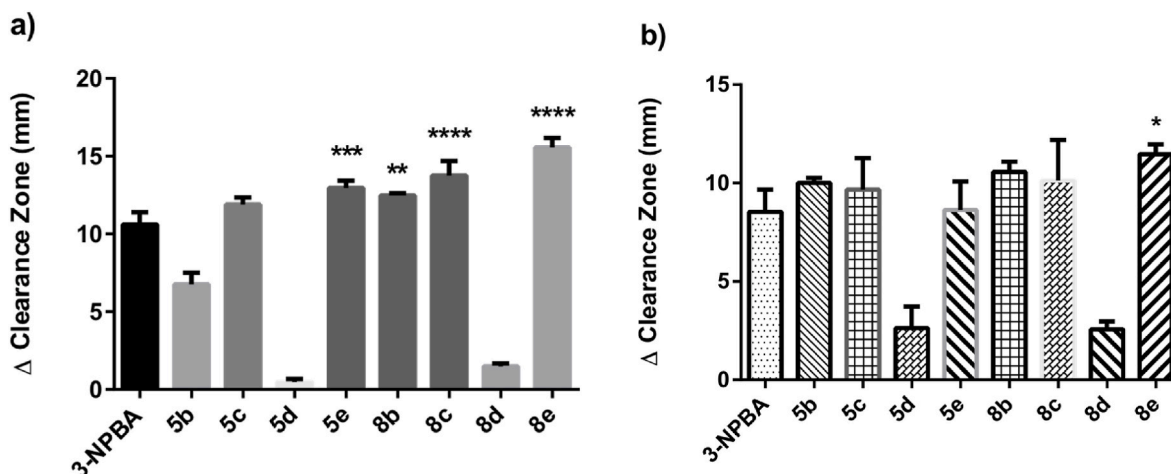 a)
Δ Clearance Zone (mm)
20
15
10
5
0
***
**
****
****
3-NPBA 5b 5c 5d 5e 8b 8c 8d 8e
b)
Δ Clearance Zone (mm)
15
10
5
0
*
3-NPBA 5b 5c 5d 5e 8b 8c 8d 8e